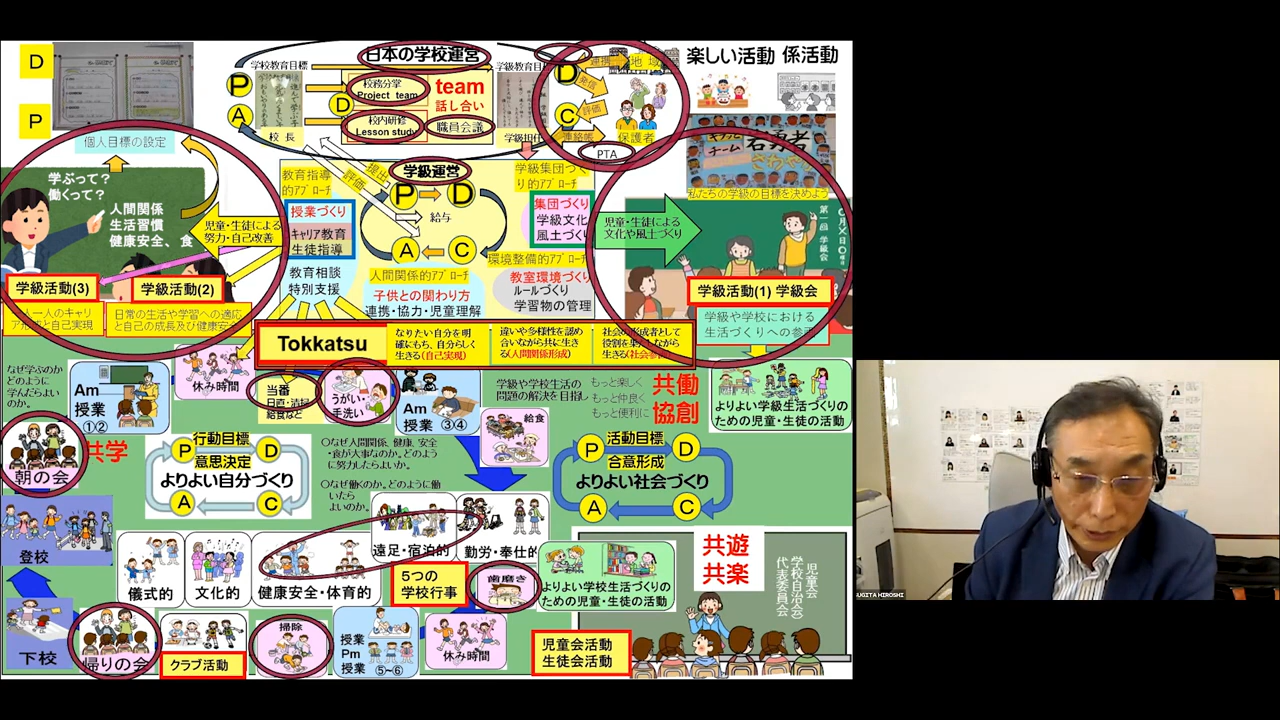 D
P
個人目標の設定
学ぶって?
働くって?
人間関係
生活習慣
健康安全、食
児童・生徒による
努力・自己改善
学級活動(3)
学級活動(2)
日常の生活や学習への適応
と自己の成長及び健康安全
日本の学校運営
学校教育目標
P
A
校長
校務分掌
Project team
D
校内研修
Lesson study
team
話し合い
職員会議
学級教育目
学級担任
D
C
連携
地域
評価
連絡帳
保護者
PTA
楽しい活動 係活動
チーム
私たちの学級の目標を決めよう
教育指導
的アプローチ
授業づくり
キャリア教育
生徒指導
教育相談
特別支援
提出
評価
学級運営
P
D
給与
A
C
人間関係的アプローチ
子供との関わり方
連携・協力・児童理解
学級集団づく
り的アプローチ
集団づくり
学級文化
風土づくり
環境整備的アプローチ
教室環境づくり
ルールづくり
学習物の管理
児童・生徒による
文化や風土づくり
第一回 学級会
学級活動(1) 学級会
学級や学校における
生活づくりへの参画
Tokkatsu
なりたい自分を明
確にもち、自分らしく
生きる(自己実現)
違いや多様性を認め
合いながら共に生き
る(人間関係形成)
社会の形成者として
役割を果たしながら
生きる(社会参画)
なぜ学ぶのか
どのように
学んだらよい
のか。
Am
授業
①②
休み時間
当番
日直・清掃
給食など
うがい・
手洗い
Am
授業
③④
給食
学級や学校生活の
問題の解決を目指し
もっと楽しく
もっと仲良く
もっと便利に
共働
協創
よりよい学級生活づくりの
ための児童・生徒の活動
朝の会
共学
P
行動目標
D
意思決定
よりよい自分づくり
A
C
○なぜ人間関係、健康、安全
・食が大事なのか。どのよう
に努力したらよいか。
○なぜ働くのか。どのように働
いたら
よいのか。
P
活動目標
D
合意形成
よりよい社会づくり
A
C
登校
儀式的
文化的
健康安全・体育的
遠足・宿泊的
勤労・奉仕的
5つの
学校行事
歯磨き
よりよい学校生活づくりの
ための児童・生徒の活動
共遊
共楽
児童会
(学校自治会)
代表委員会
下校
帰りの会
クラブ活動
掃除
授業
Pm
授業
⑤~⑥
休み時間
児童会活動
生徒会活動
SUGITA HIROSHI